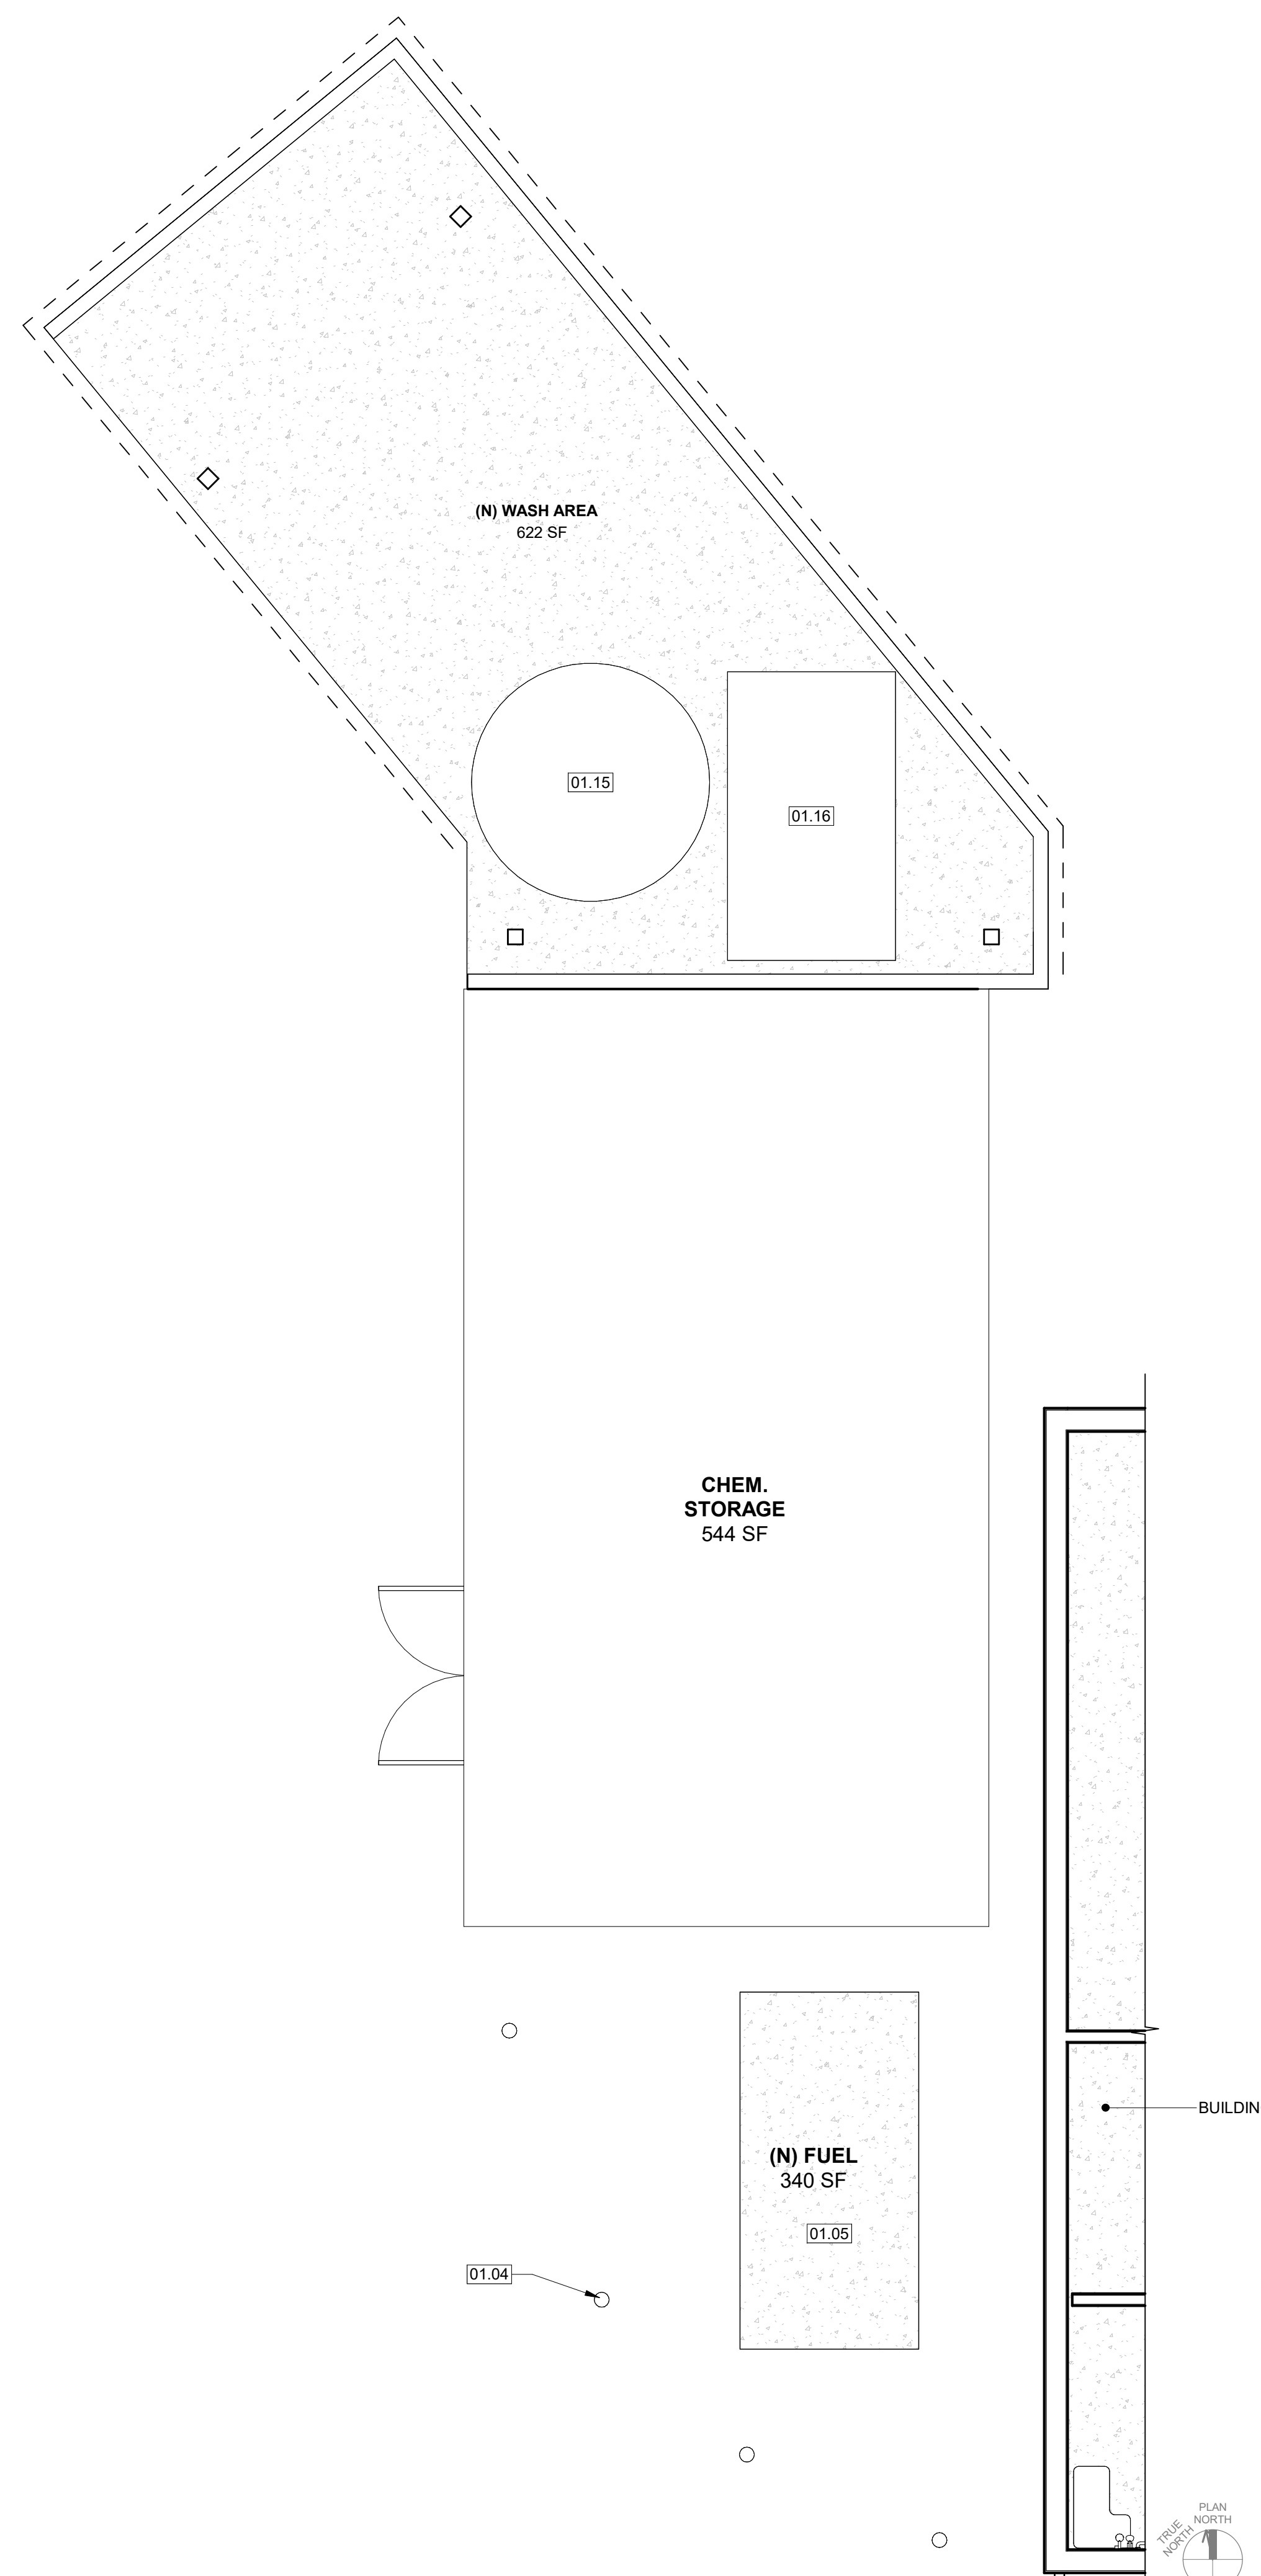 (N) WASH AREA
622 SF
01.15
01.16
CHEM.
STORAGE
544 SF
BUILDIN
(N) FUEL
340 SF
01.05
01.04
PLAN
NORTH
TRUE
NORTH